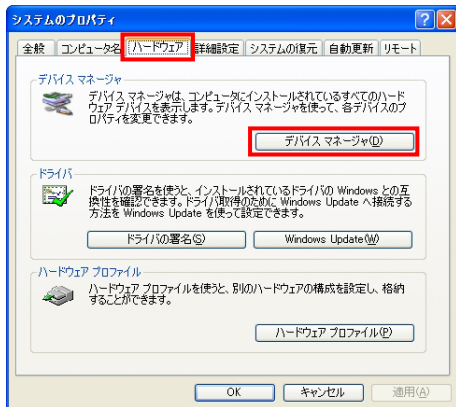 システムのプロパティ
全般 コンピュータ名 ハードウェア 詳細設定 システムの復元 自動更新 リモート
デバイス マネージャ
デバイス マネージャは、コンピュータにインストールされているすべてのハード
ウェア デバイスを表示します。デバイス マネージャを使って、各デバイスのプ
ロパティを変更できます。
デバイス マネージャ(D)
ドライバ
ドライバの署名を使うと、インストールされているドライバの Windows との互
換性を確認できます。ドライバ取得のために Windows Update へ接続する
方法を Windows Update を使って設定できます。
ドライバの署名(S) Windows Update(W)
ハードウェア プロファイル
ハードウェア プロファイルを使うと、別のハードウェアの構成を設定し、格納
することができます。
ハードウェア プロファイル(P)
OK キャンセル 適用(A)